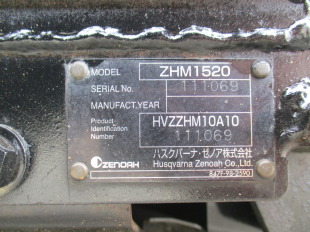 MODEL ZHM1520
SERIAL No. 111069
MANUFACT.YEAR
Product Identification Number HVZZHM10A10
111069
ハスクバーナ・ゼノア株式会社
ZENOAH Husqvarna Zenoah Co., Ltd.